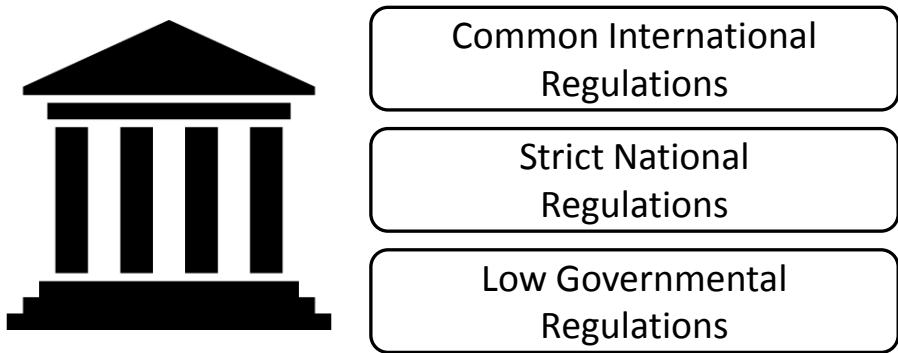 Common International
Regulations
Strict National
Regulations
Low Governmental
Regulations